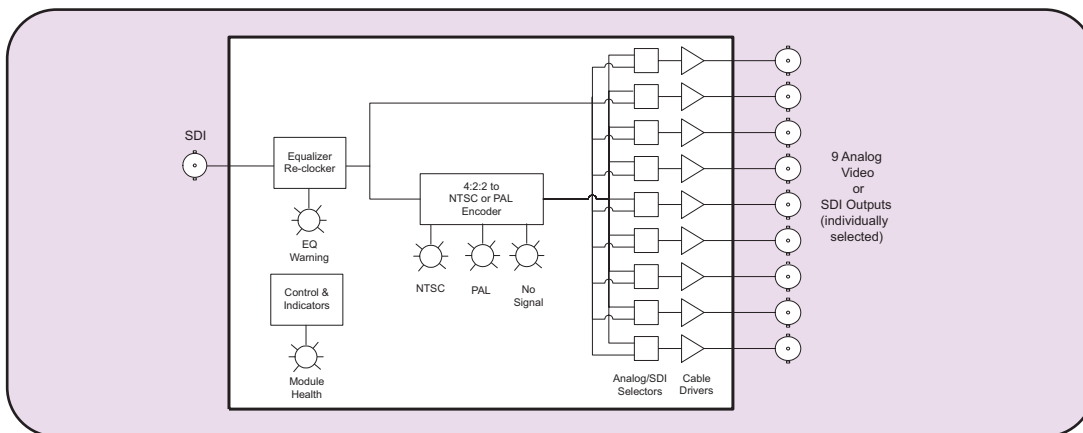 SDI
Equalizer
Re-clocker
EQ
Warning
4:2:2 to
NTSC or PAL
Encoder
NTSC
PAL
No
Signal
Control &
Indicators
Module
Health
Analog/SDI
Selectors
Cable
Drivers
9 Analog
Video
or
SDI Outputs
(individually
selected)